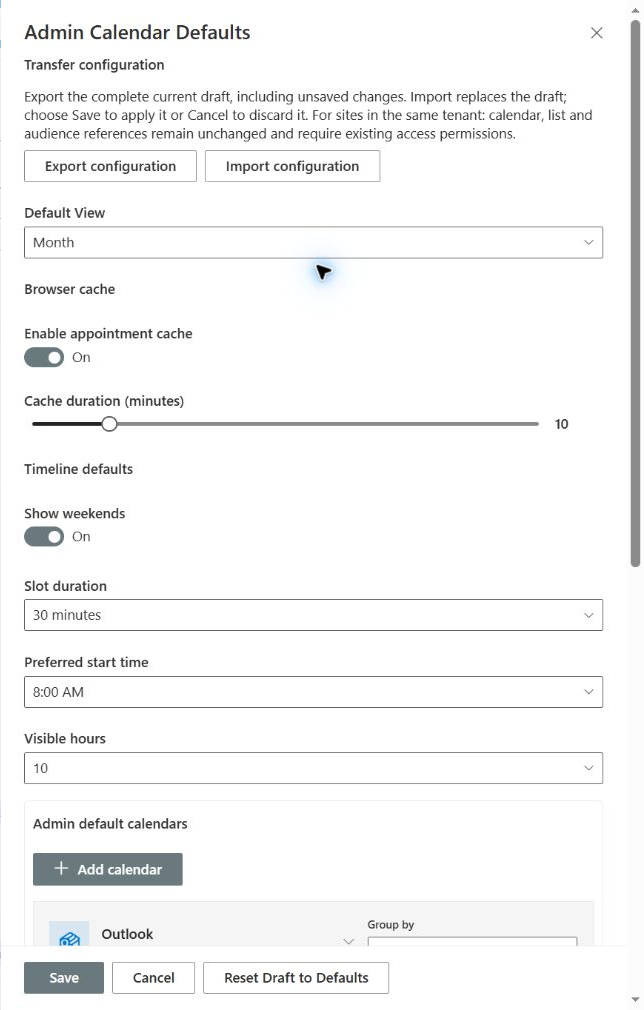 Admin Calendar Defaults
Transfer configuration
Export the complete current draft, including unsaved changes. Import replaces the draft;
choose Save to apply it or Cancel to discard it. For sites in the same tenant: calendar, list and
audience references remain unchanged and require existing access permissions.
Export configuration
Import configuration
Default View
Month
Browser cache
Enable appointment cache
On
Cache duration (minutes)
10
Timeline defaults
Show weekends
On
Slot duration
30 minutes
Preferred start time
8:00 AM
Visible hours
10
Admin default calendars
Add calendar
Outlook
Group by
Save
Cancel
Reset Draft to Defaults